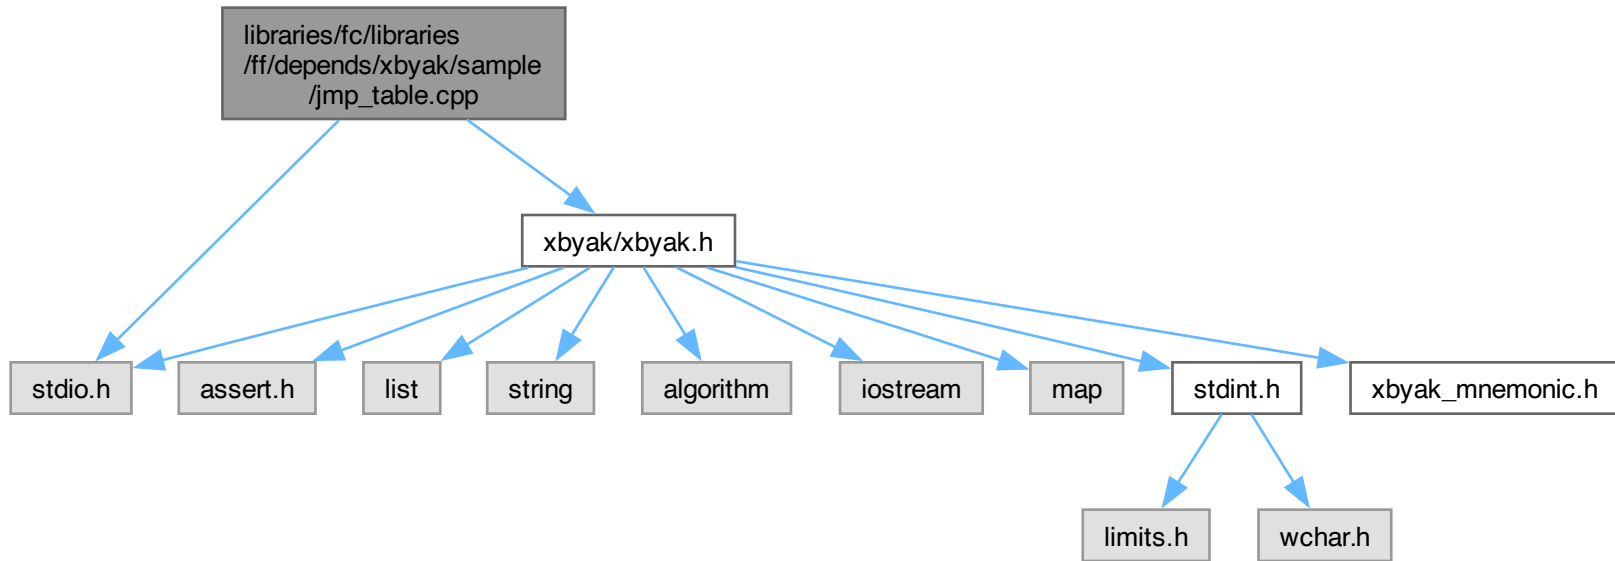 libraries/fc/libraries
/ff/depends/xbyak/sample
/jmp_table.cpp
xbyak/xbyak.h
stdio.h
assert.h
list
string
algorithm
iostream
map
stdint.h
xbyak_mnemonic.h
limits.h
wchar.h